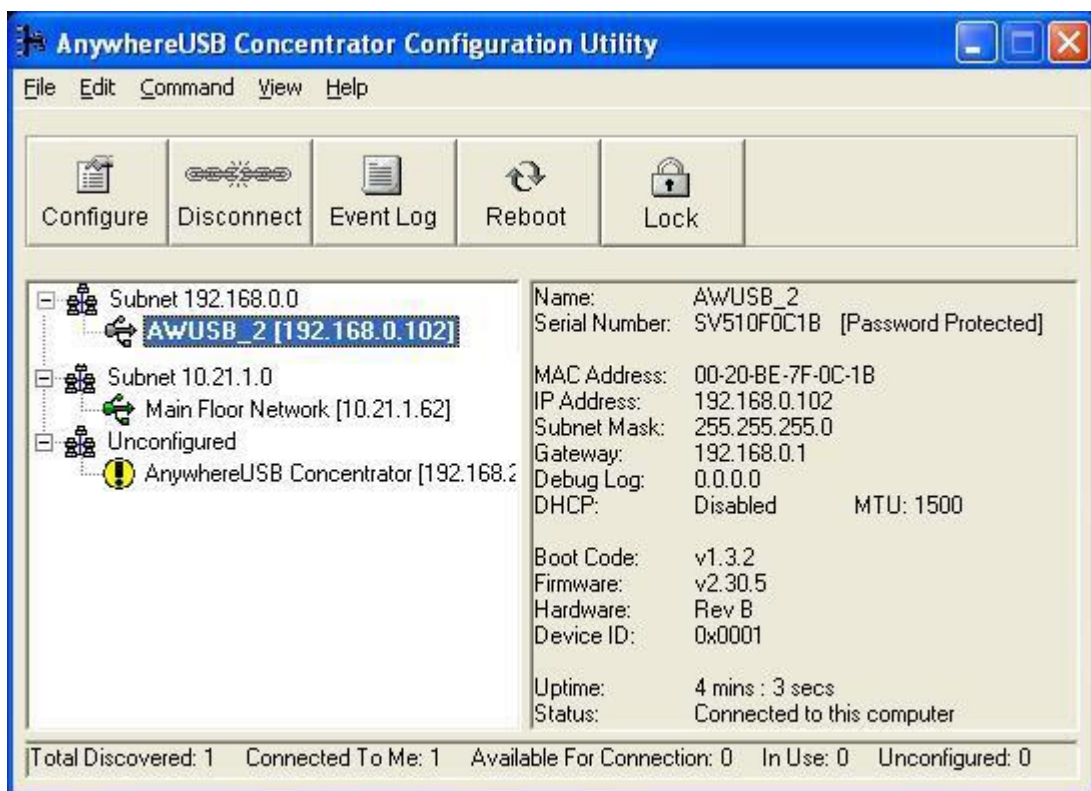 AnywhereUSB Concentrator Configuration Utility
File Edit Command View Help
Configure Disconnect Event Log Reboot Lock
Subnet 192.168.0.0
AWUSB_2 [192.168.0.102]
Subnet 10.21.1.0
Main Floor Network [10.21.1.62]
Unconfigured
AnywhereUSB Concentrator [192.168.2
Name: AWUSB_2
Serial Number: SV510F0C1B [Password Protected]
MAC Address: 00-20-BE-7F-0C-1B
IP Address: 192.168.0.102
Subnet Mask: 255.255.255.0
Gateway: 192.168.0.1
Debug Log: 0.0.0.0
DHCP: Disabled MTU: 1500
Boot Code: v1.3.2
Firmware: v2.30.5
Hardware: Rev B
Device ID: 0x0001
Uptime: 4 mins : 3 secs
Status: Connected to this computer
Total Discovered: 1 Connected To Me: 1 Available For Connection: 0 In Use: 0 Unconfigured: 0